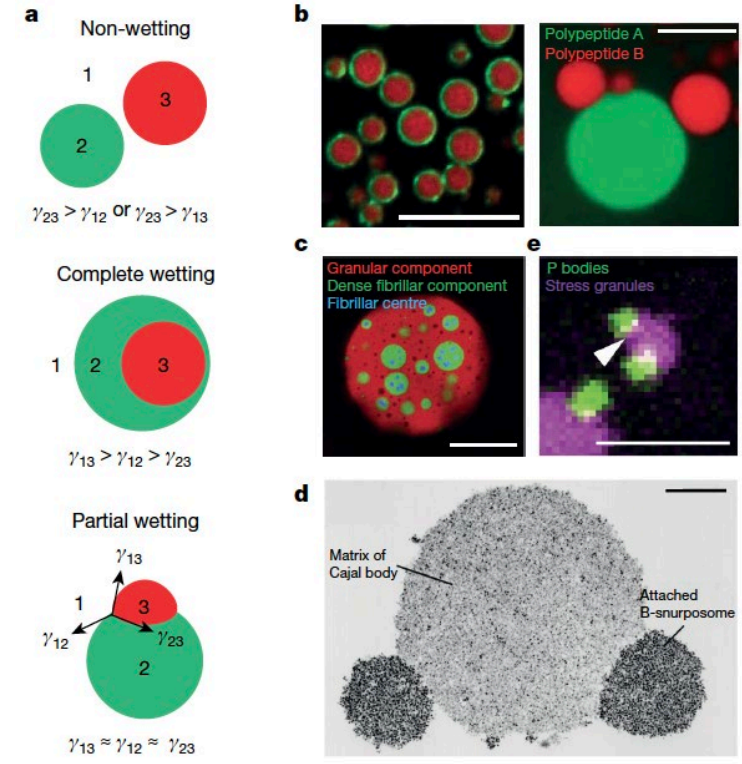 a
Non-wetting
1
3
2
γ23 > γ12 or γ23 > γ13
Complete wetting
1
2
3
γ13 > γ12 > γ23
Partial wetting
γ13
1
3
γ12
γ23
2
γ13 ≈ γ12 ≈ γ23
b
Polypeptide A
Polypeptide B
c
Granular component
Dense fibrillar component
Fibrillar centre
e
P bodies
Stress granules
d
Matrix of
Cajal body
Attached
B-snurposome